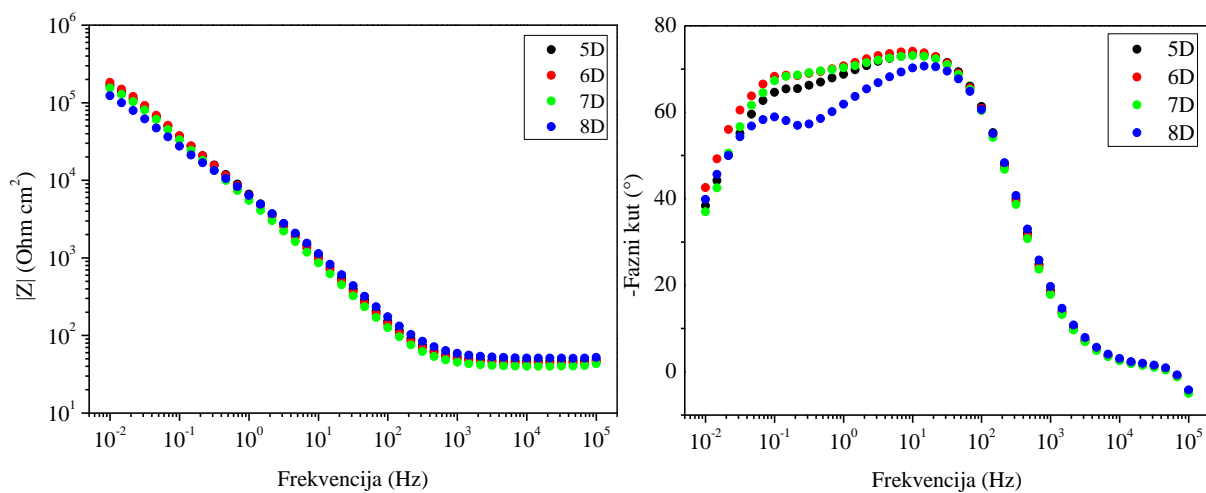 10^6
10^5
10^4
10^3
10^2
10^1
|Z| (Ohm cm^2)
5D
6D
7D
8D
10^-2 10^-1 10^0 10^1 10^2 10^3 10^4 10^5
Frekvencija (Hz)
80
60
40
20
0
-Fazni kut (°)
5D
6D
7D
8D
10^-2 10^-1 10^0 10^1 10^2 10^3 10^4 10^5
Frekvencija (Hz)